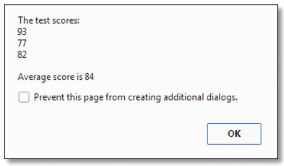 The test scores:
93
77
82
Average score is 84
Prevent this page from creating additional dialogs.
OK